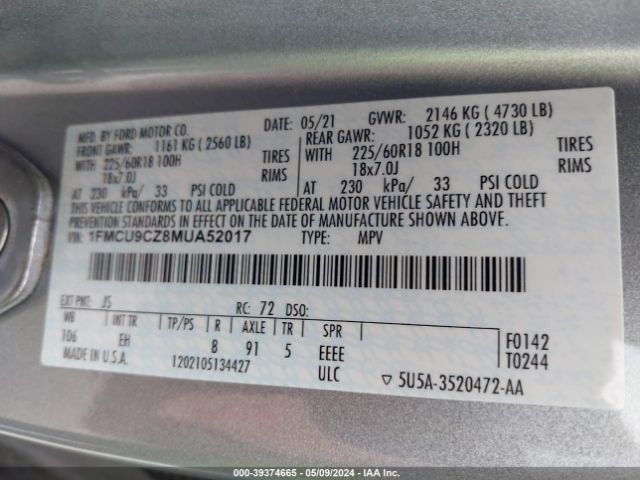 MFD. BY FORD MOTOR CO. DATE: 05/21 GVWR: 2146 KG ( 4730 LB)
FRONT GAWR: 1161 KG ( 2560 LB) REAR GAWR: 1052 KG ( 2320 LB)
WITH 225/60R18 100H TIRES WITH 225/60R18 100H TIRES
18x7.0J RIMS 18x7.0J RIMS
AT 230 kPa/ 33 PSI COLD AT 230 kPa/ 33 PSI COLD
THIS VEHICLE CONFORMS TO ALL APPLICABLE FEDERAL MOTOR VEHICLE SAFETY AND THEFT
PREVENTION STANDARDS IN EFFECT ON THE DATE OF MANUFACTURE SHOWN ABOVE.
VIN: 1FMCU9CZ8MUA52017 TYPE: MPV
EXT PNT: JS RC: 72 DSO:
WB INT TR TP/PS R AXLE TR SPR
106 EH 8 91 5 EEEE F0142
MADE IN U.S.A. 1202105134427 ULC T0244
5U5A-3520472-AA
000-39374665 - 05/09/2024 - IAA Inc.